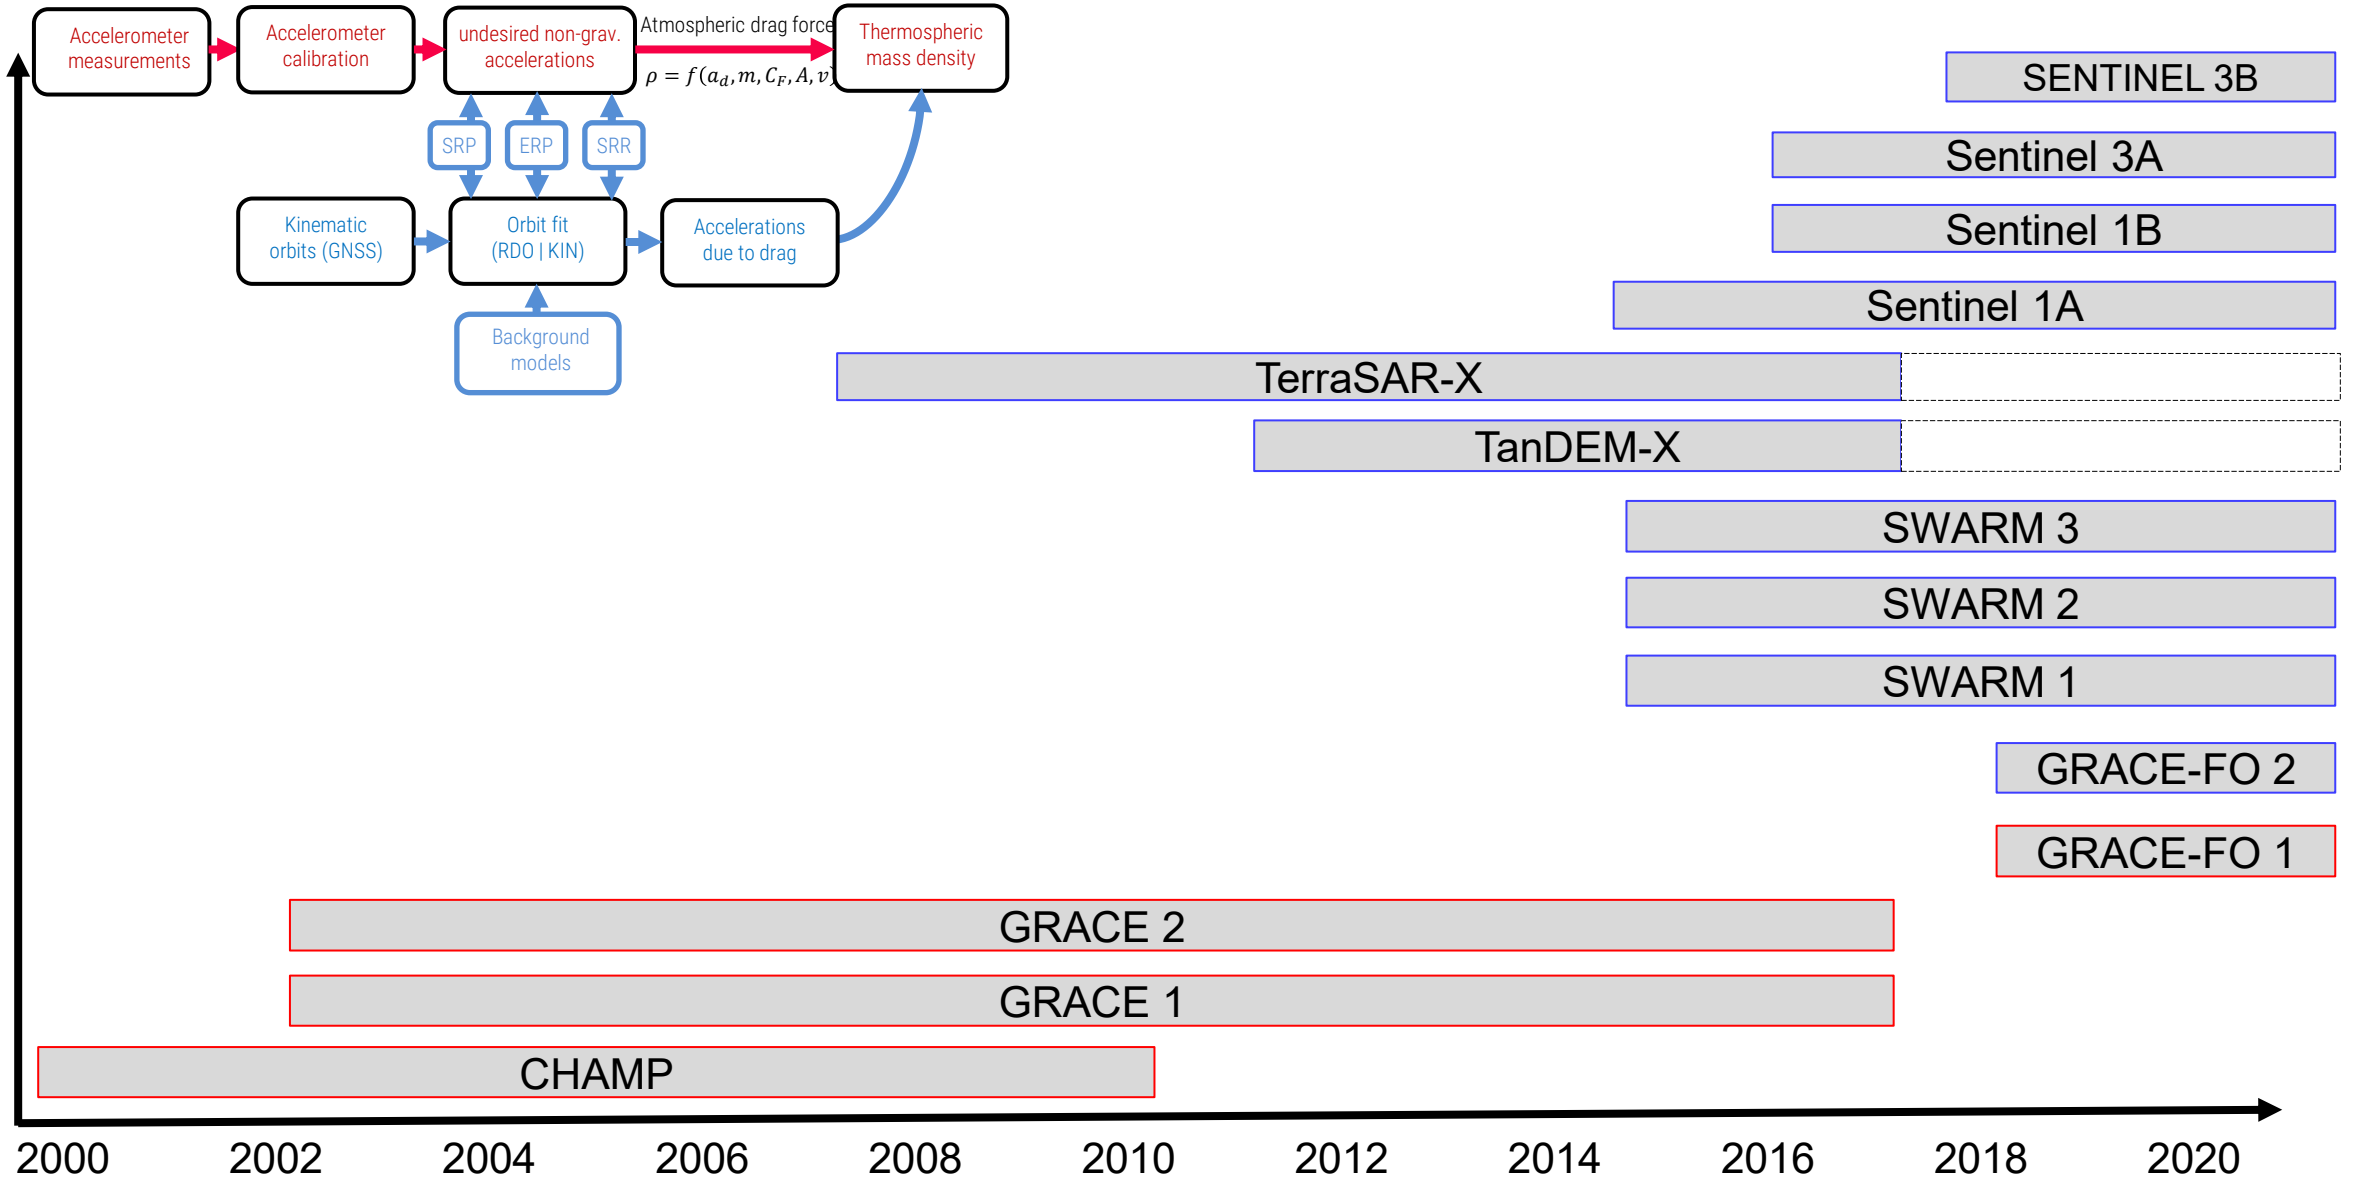 Accelerometer
measurements
Accelerometer
calibration
undesired non-grav.
accelerations
Atmospheric drag force
ρ = f(a_d, m, C_F, A, v)
Thermospheric
mass density
SRP
ERP
SRR
Kinematic
orbits (GNSS)
Orbit fit
(RDO | KIN)
Accelerations
due to drag
Background
models
SENTINEL 3B
Sentinel 3A
Sentinel 1B
Sentinel 1A
TerraSAR-X
TanDEM-X
SWARM 3
SWARM 2
SWARM 1
GRACE-FO 2
GRACE-FO 1
GRACE 2
GRACE 1
CHAMP
2000 2002 2004 2006 2008 2010 2012 2014 2016 2018 2020